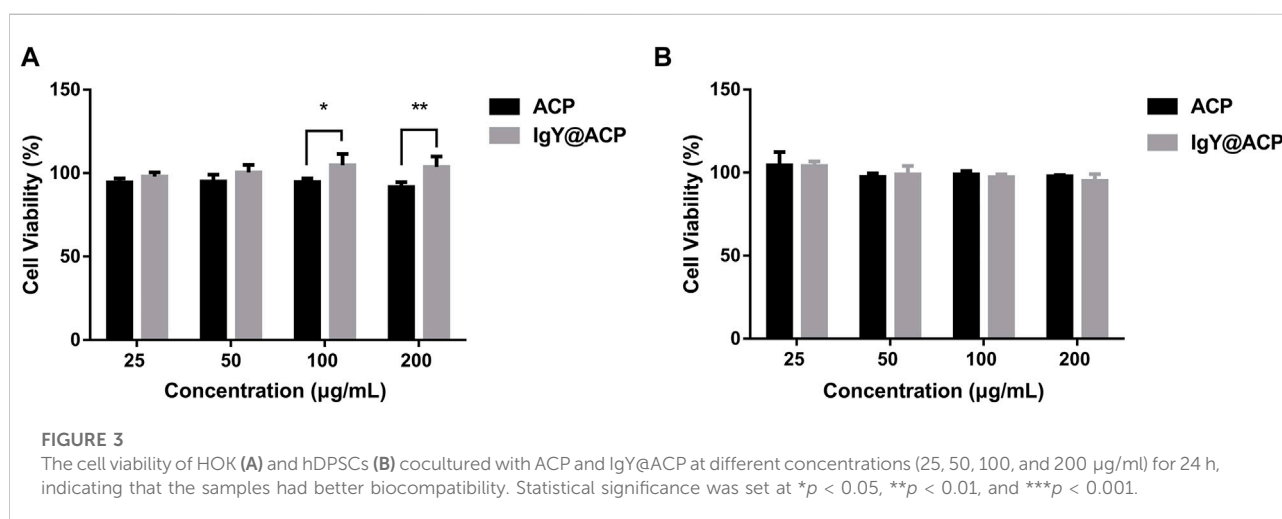 A
150
100
50
0
Cell Viability (%)
*
**
ACP
IgY@ACP
25 50 100 200
Concentration (µg/mL)
B
150
100
50
0
Cell Viability (%)
ACP
IgY@ACP
25 50 100 200
Concentration (µg/mL)
FIGURE 3
The cell viability of HOK (A) and hDPSCs (B) cocultured with ACP and IgY@ACP at different concentrations (25, 50, 100, and 200 µg/ml) for 24 h,
indicating that the samples had better biocompatibility. Statistical significance was set at *p < 0.05, **p < 0.01, and ***p < 0.001.